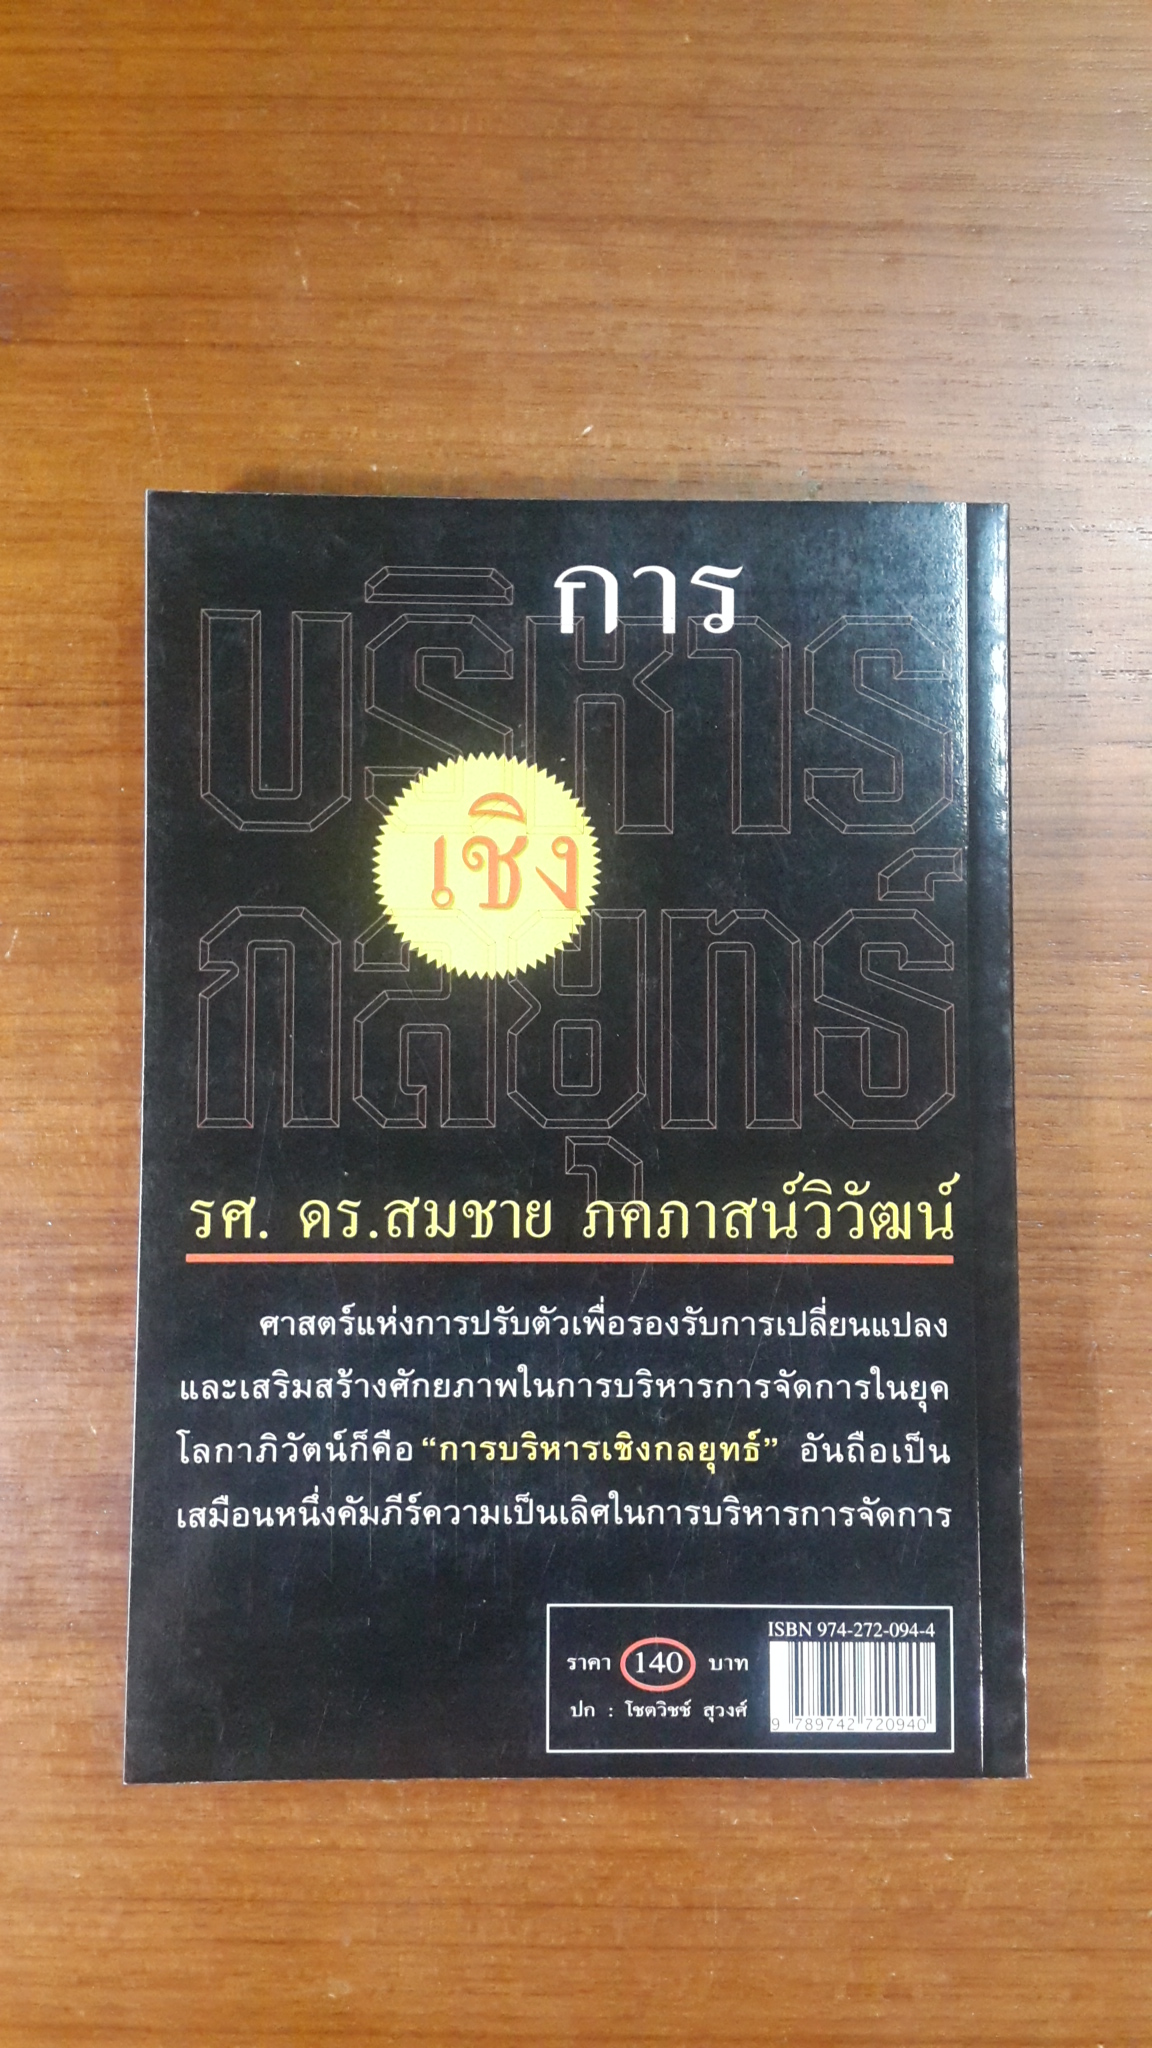 การ
บริหาร
เชิง
กลยุทธ์
รศ. ดร.สมชาย ภคภาสน์วิวัฒน์
ศาสตร์แห่งการปรับตัวเพื่อรองรับการเปลี่ยนแปลง
และเสริมสร้างศักยภาพในการบริหารการจัดการในยุค
โลกาภิวัตน์ก็คือ “การบริหารเชิงกลยุทธ์” อันถือเป็น
เสมือนหนึ่งคัมภีร์ความเป็นเลิศในการบริหารการจัดการ
ISBN 974-272-094-4
ราคา 140 บาท
ปก : โชตวิชช์ สุวงศ์
9 789742 720940